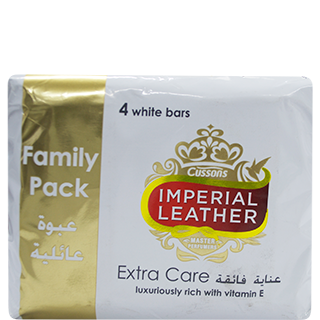 4 white bars
Family
Pack
عبوة
عائلية
Cussons
IMPERIAL
LEATHER
MASTER
PERFUMERS
Extra Care عناية فائقة
luxuriously rich with vitamin E